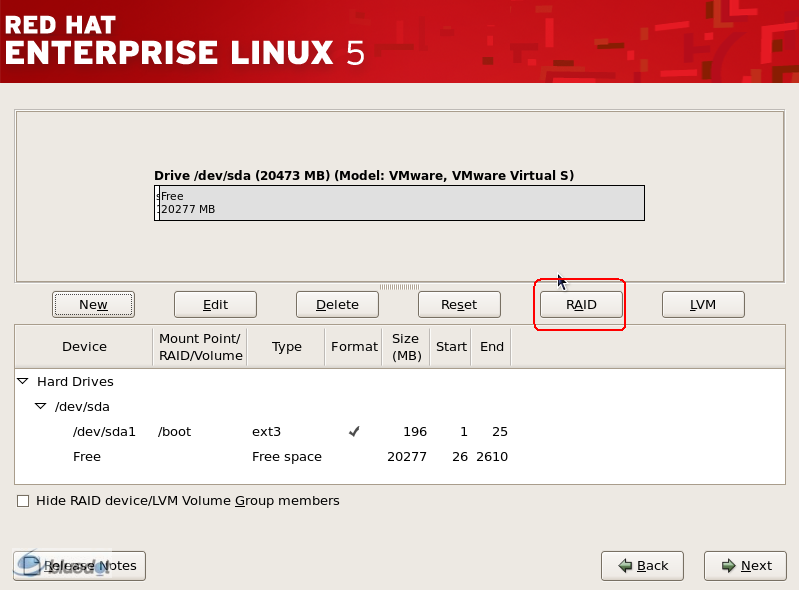 RED HAT
ENTERPRISE LINUX 5
Drive /dev/sda (20473 MB) (Model: VMware, VMware Virtual S)
Free
20277 MB
New Edit Delete Reset RAID LVM
Device Mount Point/ RAID/Volume Type Format Size (MB) Start End
Hard Drives
/dev/sda
/dev/sda1 /boot ext3 196 1 25
Free Free space 20277 26 2610
Hide RAID device/LVM Volume Group members
Release Notes Back Next